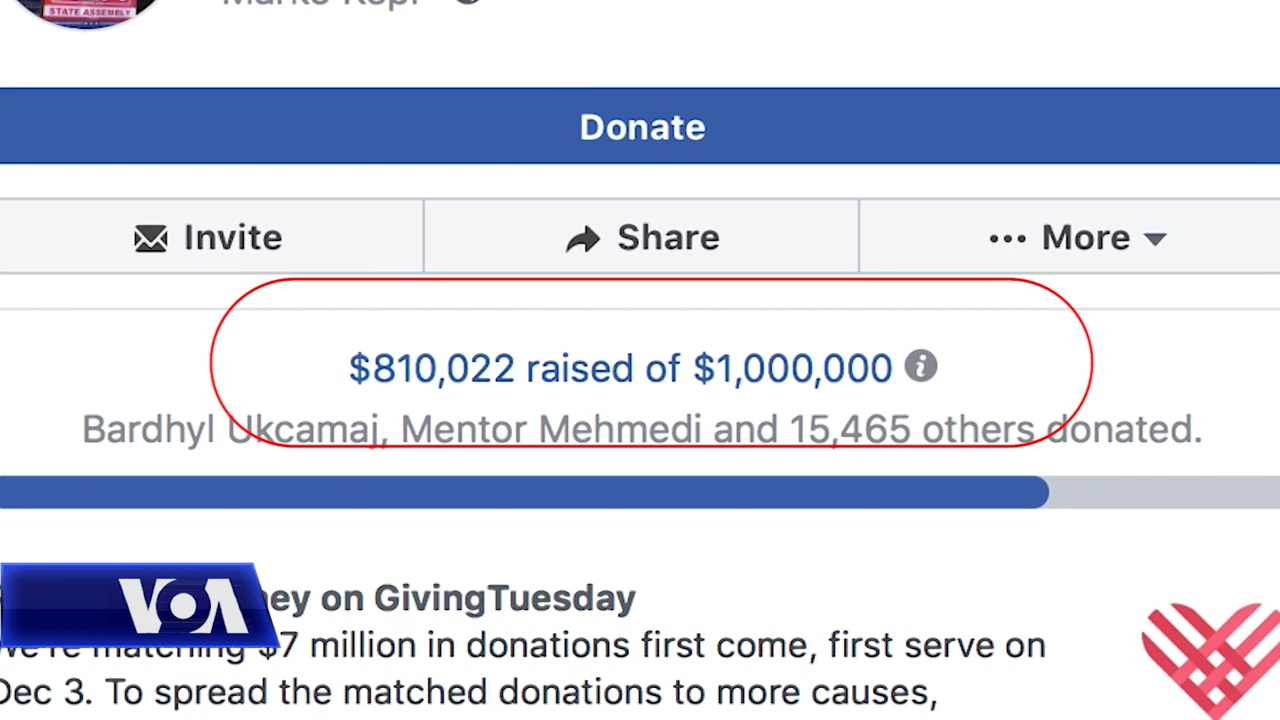 STATE ASSEMBLY
Donate
Invite
Share
More
$810,022 raised of $1,000,000
Bardhyl Ukcamaj, Mentor Mehmedi and 15,465 others donated.
on GivingTuesday
VOA
matching $7 million in donations first come, first serve on
Dec 3. To spread the matched donations to more causes,